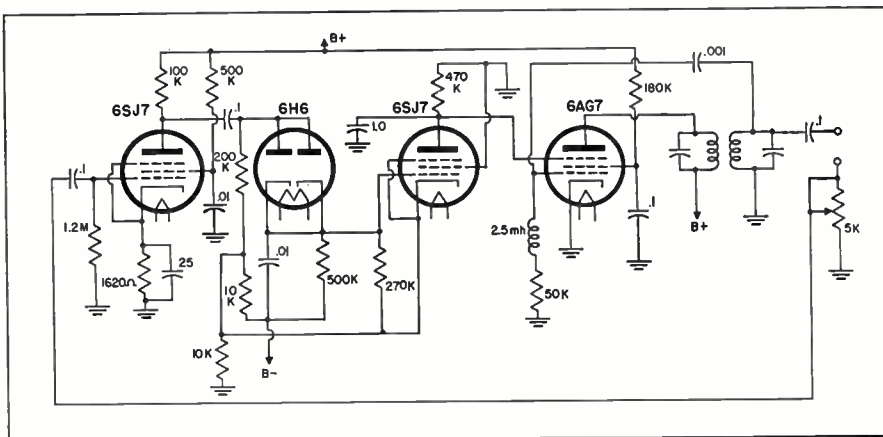 B+
100
K
500
K
6SJ7
.1
6H6
200
K
.01
.1
1.2M
1620Ω
25
10
K
10K
.01
B-
500K
270K
1.0
6SJ7
470
K
6AG7
2.5mh
50K
180K
.001
.1
B+
.1
5K